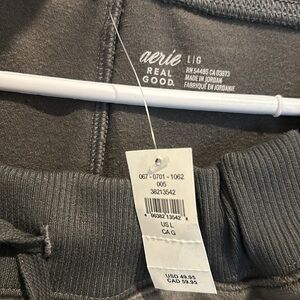 aerie L|G
REAL
GOOD.
RN 54485 CA 03873
MADE IN JORDAN
FABRIQUÉ EN JORDANIE
067-0701-1062
005
38213542
US L
CA G
USD 49.95
CAD 59.95